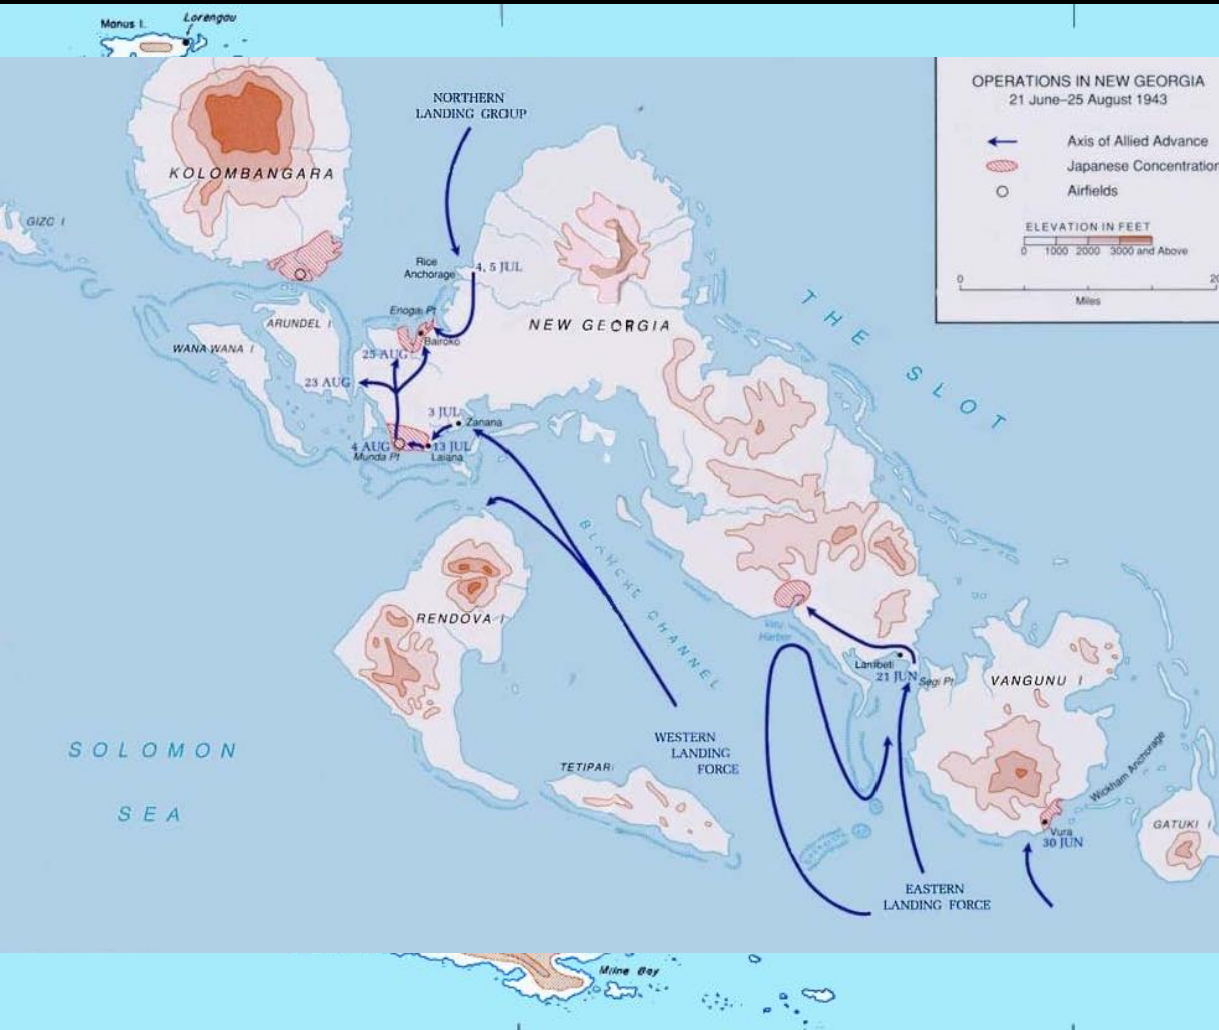 Manus I.
Lorengau
OPERATIONS IN NEW GEORGIA
21 June–25 August 1943
Axis of Allied Advance
Japanese Concentration
Airfields
ELEVATION IN FEET
0 1000 2000 3000 and Above
0 20
Miles
NORTHERN
LANDING GROUP
KOLOMBANGARA
GIZO I
Rice
Anchorage
4, 5 JUL
Enogai Pt
ARUNDEL I
NEW GEORGIA
THE SLOT
WANA WANA I
Bairoko
25 AUG
23 AUG
3 JUL
Zanana
4 AUG
13 JUL
Munda Pt
Laiana
BLANCHE CHANNEL
RENDOVA I
Viru
Harbor
Lambeti
21 JUN
Segi Pt
VANGUNU I
SOLOMON
SEA
WESTERN
LANDING
FORCE
TETIPARI
Wickham Anchorage
Vura
30 JUN
GATUKI I
EASTERN
LANDING FORCE
Milne Bay